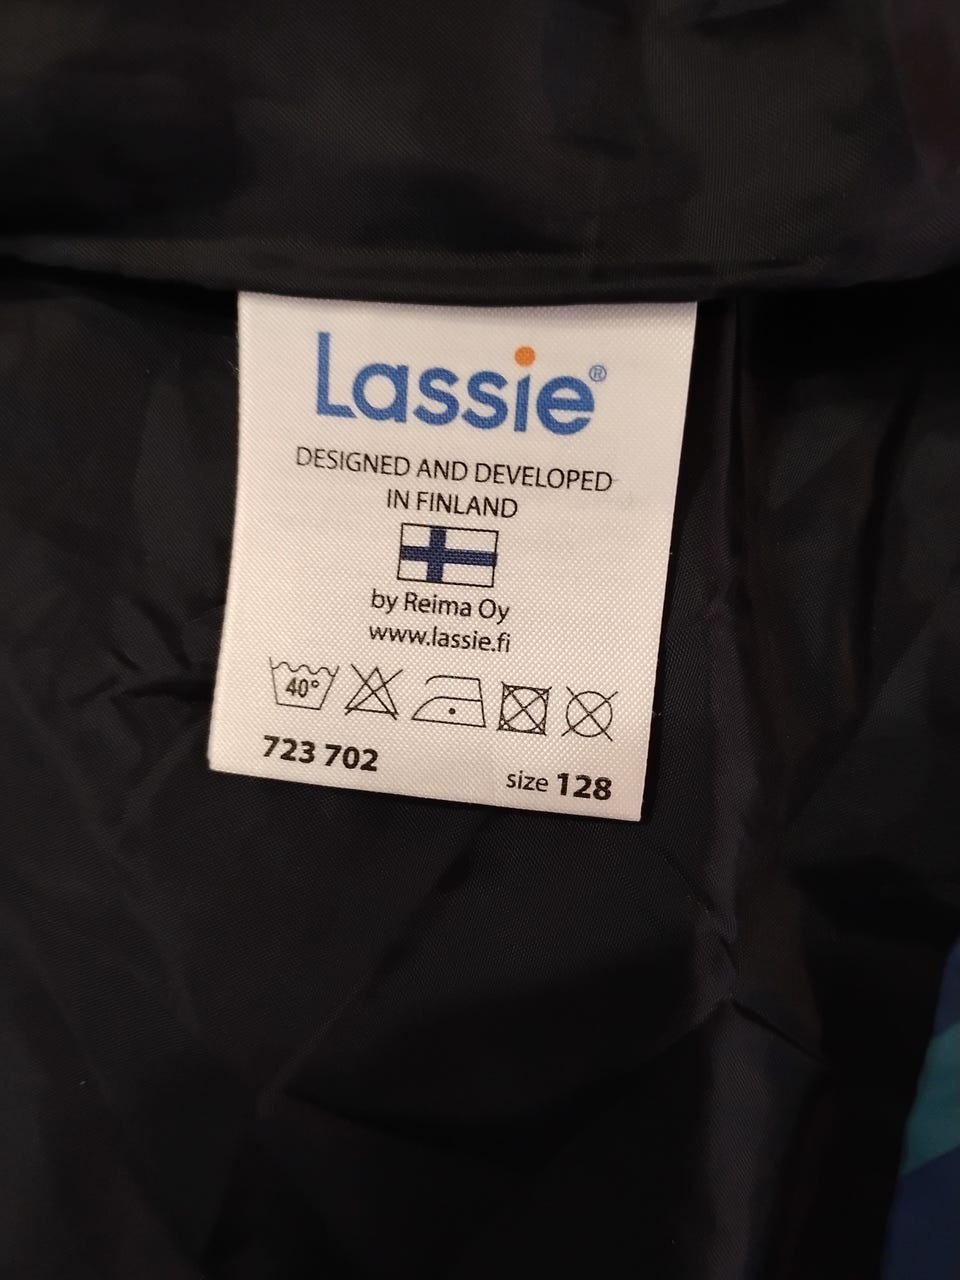 Lassie®
DESIGNED AND DEVELOPED
IN FINLAND
by Reima Oy
www.lassie.fi
40°
723 702
size 128